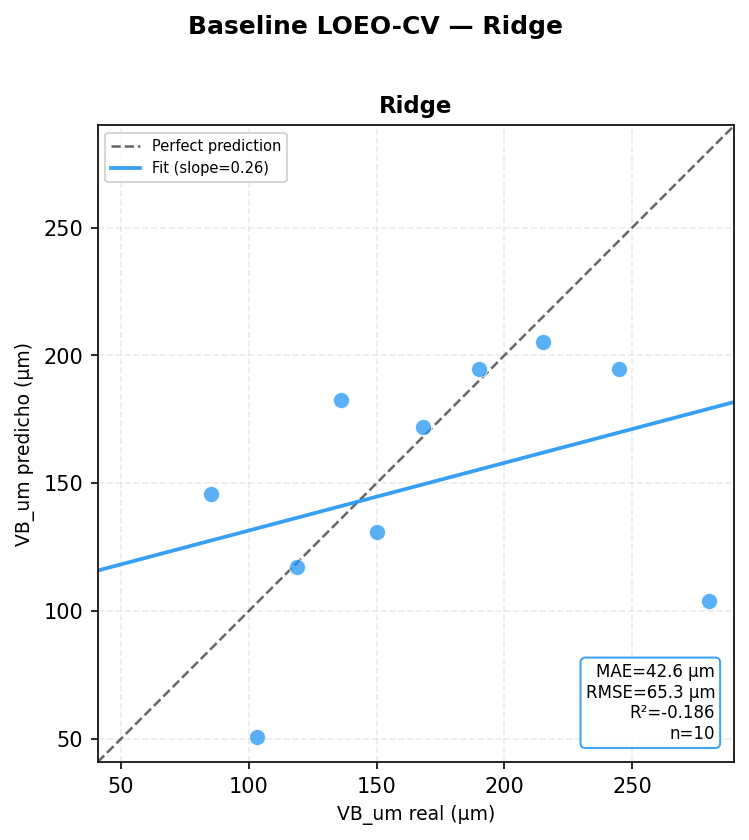 Baseline LOEO-CV — Ridge
Ridge
Perfect prediction
Fit (slope=0.26)
250
200
150
100
50
VB_um predicho (μm)
MAE=42.6 μm
RMSE=65.3 μm
R²=-0.186
n=10
50
100
150
200
250
VB_um real (μm)